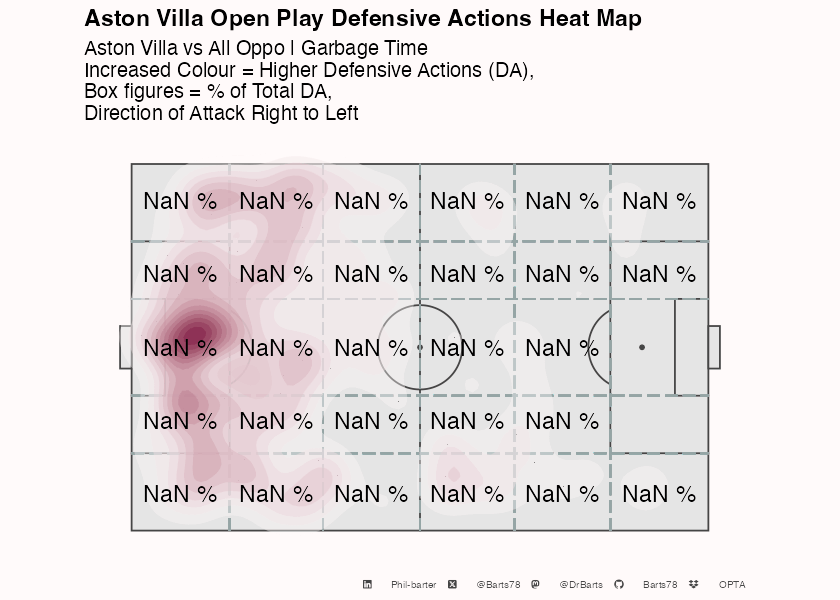 Aston Villa Open Play Defensive Actions Heat Map
Aston Villa vs All Oppo | Garbage Time
Increased Colour = Higher Defensive Actions (DA),
Box figures = % of Total DA,
Direction of Attack Right to Left
NaN % NaN % NaN % NaN % NaN % NaN %
NaN % NaN % NaN % NaN % NaN % NaN %
NaN % NaN % NaN % NaN % NaN %
NaN % NaN % NaN % NaN % NaN %
NaN % NaN % NaN % NaN % NaN % NaN %
Phil-barter @Barts78 @DrBarts Barts78 OPTA